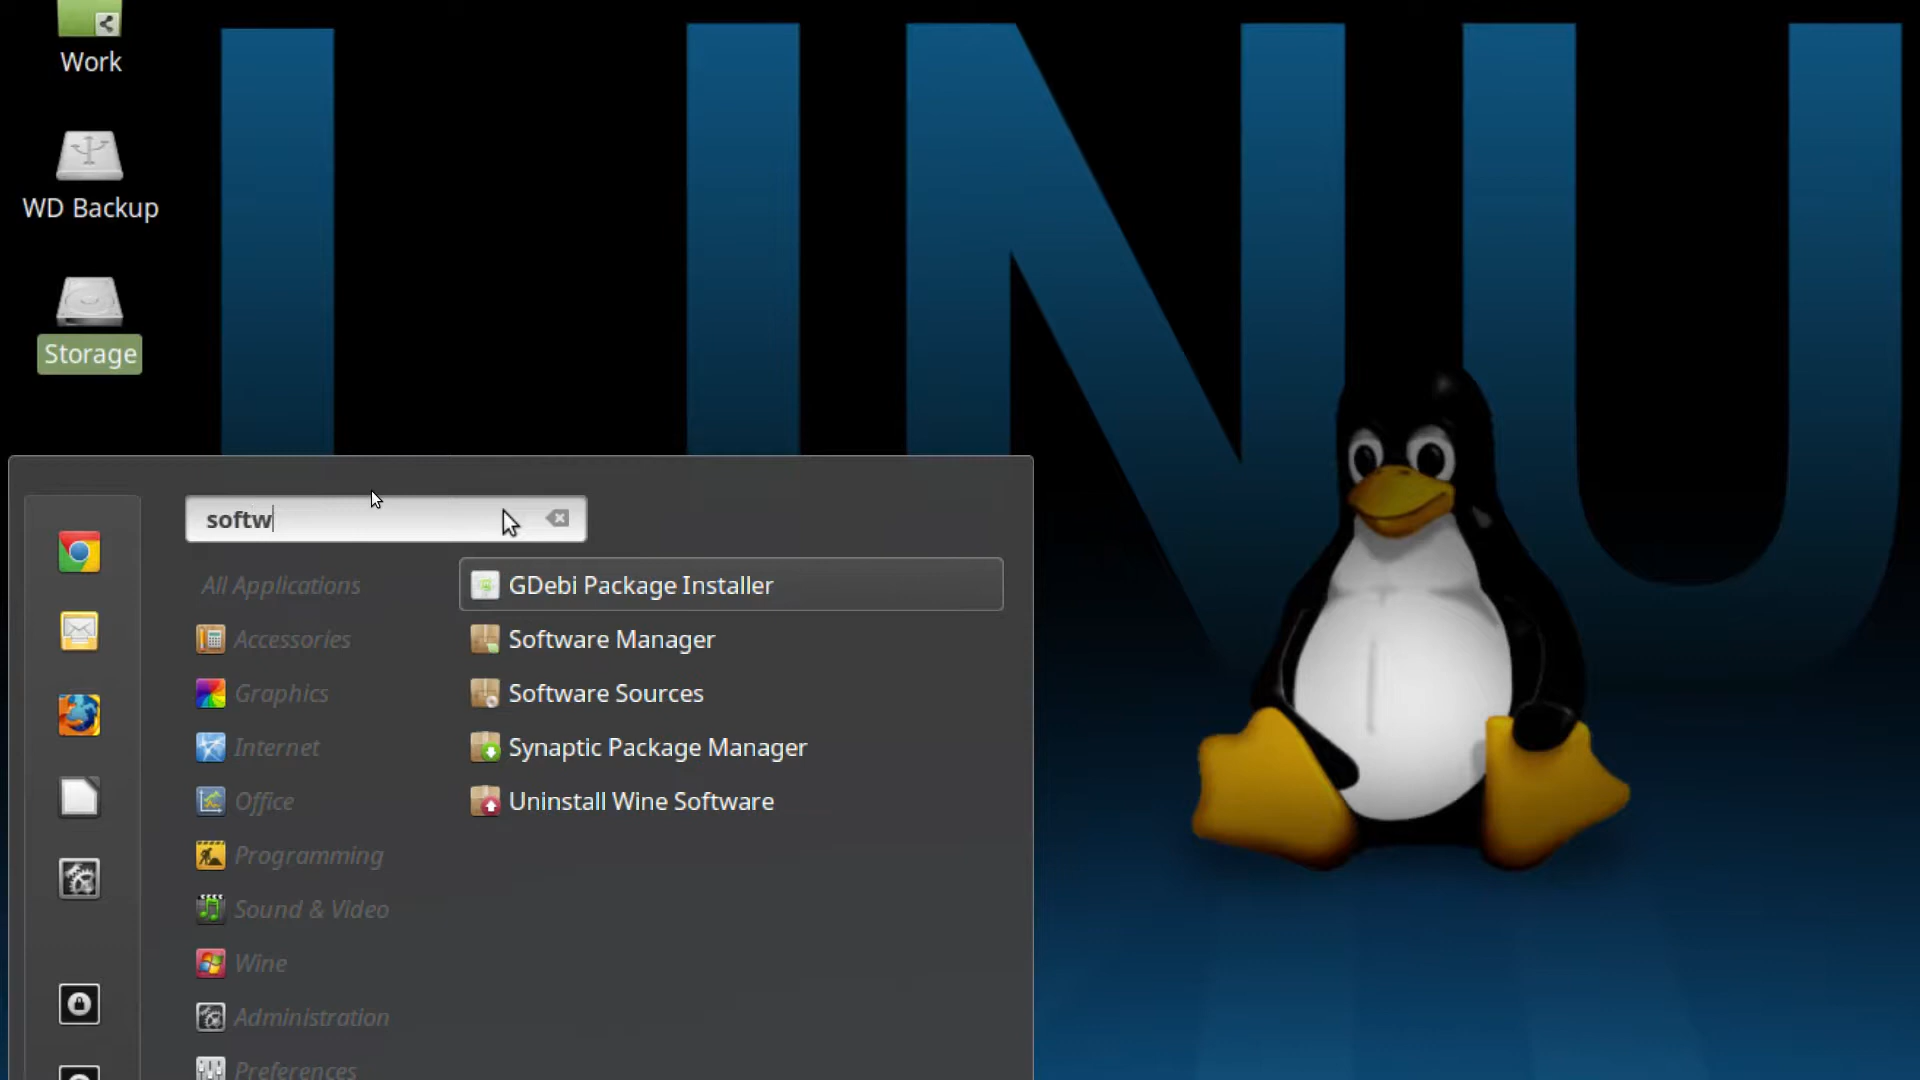 LINU
Work
WD Backup
Storage
softw
All Applications
GDebi Package Installer
Accessories
Software Manager
Graphics
Software Sources
Internet
Synaptic Package Manager
Office
Uninstall Wine Software
Programming
Sound & Video
Wine
Administration
Preferences